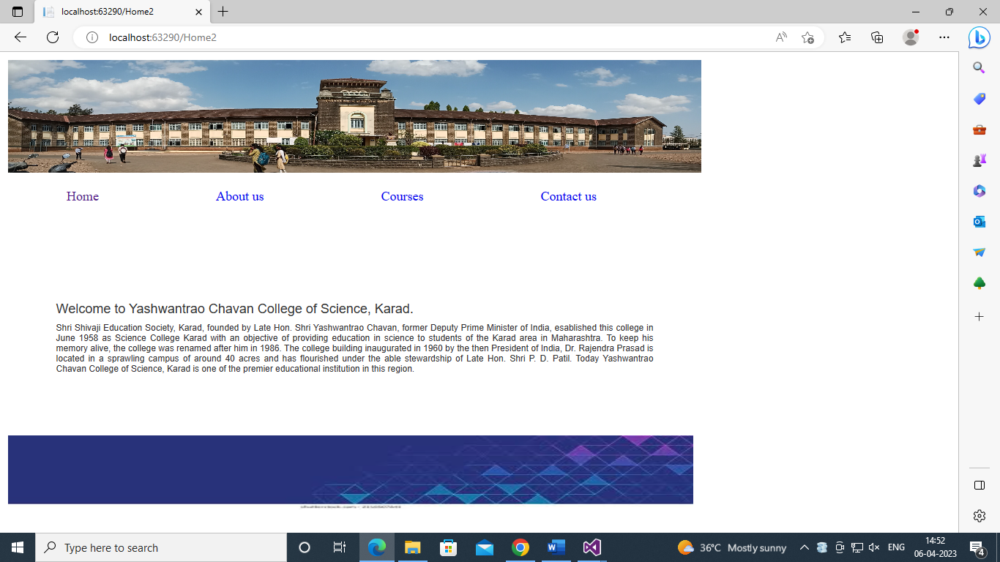 localhost:63290/Home2
localhost:63290/Home2
Home About us Courses Contact us
Welcome to Yashwantrao Chavan College of Science, Karad.
Shri Shivaji Education Society, Karad, founded by Late Hon. Shri Yashwantrao Chavan, former Deputy Prime Minister of India, esablished this college in
June 1958 as Science College Karad with an objective of providing education in science to students of the Karad area in Maharashtra. To keep his
memory alive, the college was renamed after him in 1986. The college building inaugurated in 1960 by the then President of India, Dr. Rajendra Prasad is
located in a sprawling campus of around 40 acres and has flourished under the able stewardship of Late Hon. Shri P. D. Patil. Today Yashwantrao
Chavan College of Science, Karad is one of the premier educational institution in this region.
Type here to search
36°C Mostly sunny
ENG
14:52
06-04-2023
4